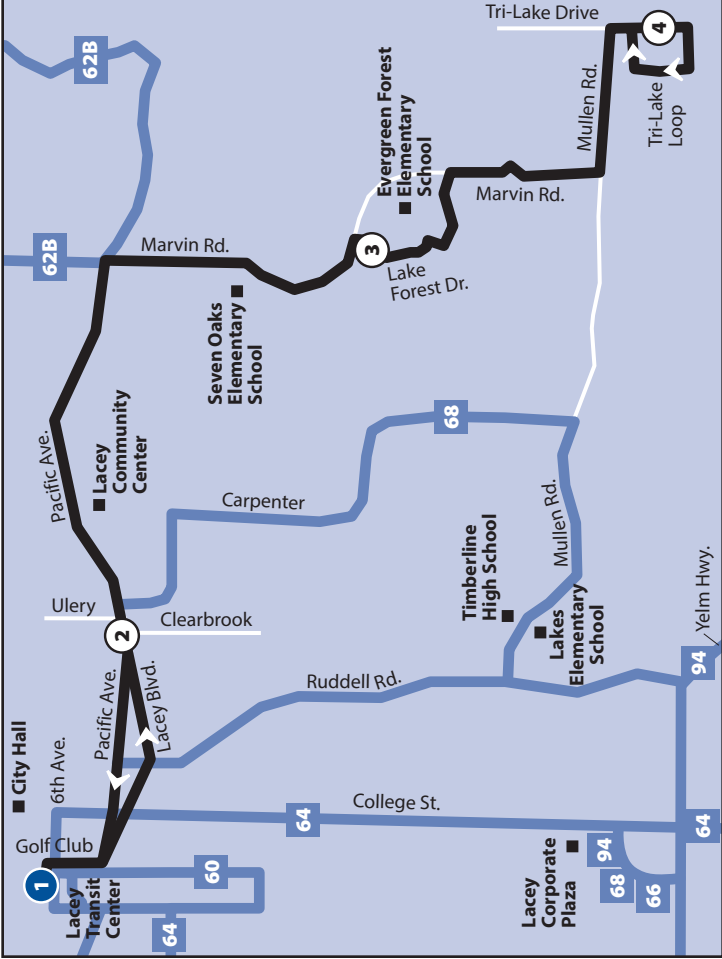 62B
62B
Tri-Lake Drive
4
Mullen Rd.
Tri-Lake
Loop
Evergreen Forest
Elementary
School
Marvin Rd.
Marvin Rd.
3
Lake
Forest Dr.
Seven Oaks
Elementary
School
Pacific Ave.
Lacey
Community
Center
68
Carpenter
Ulery
2
Clearbrook
Timberline
High School
Mullen Rd.
Lakes
Elementary
School
Yelm Hwy.
94
Pacific Ave.
Lacey Blvd.
Ruddell Rd.
City Hall
6th Ave.
Golf Club
64
College St.
1
Lacey
Transit
Center
60
64
Lacey
Corporate
Plaza
94
68
66
64